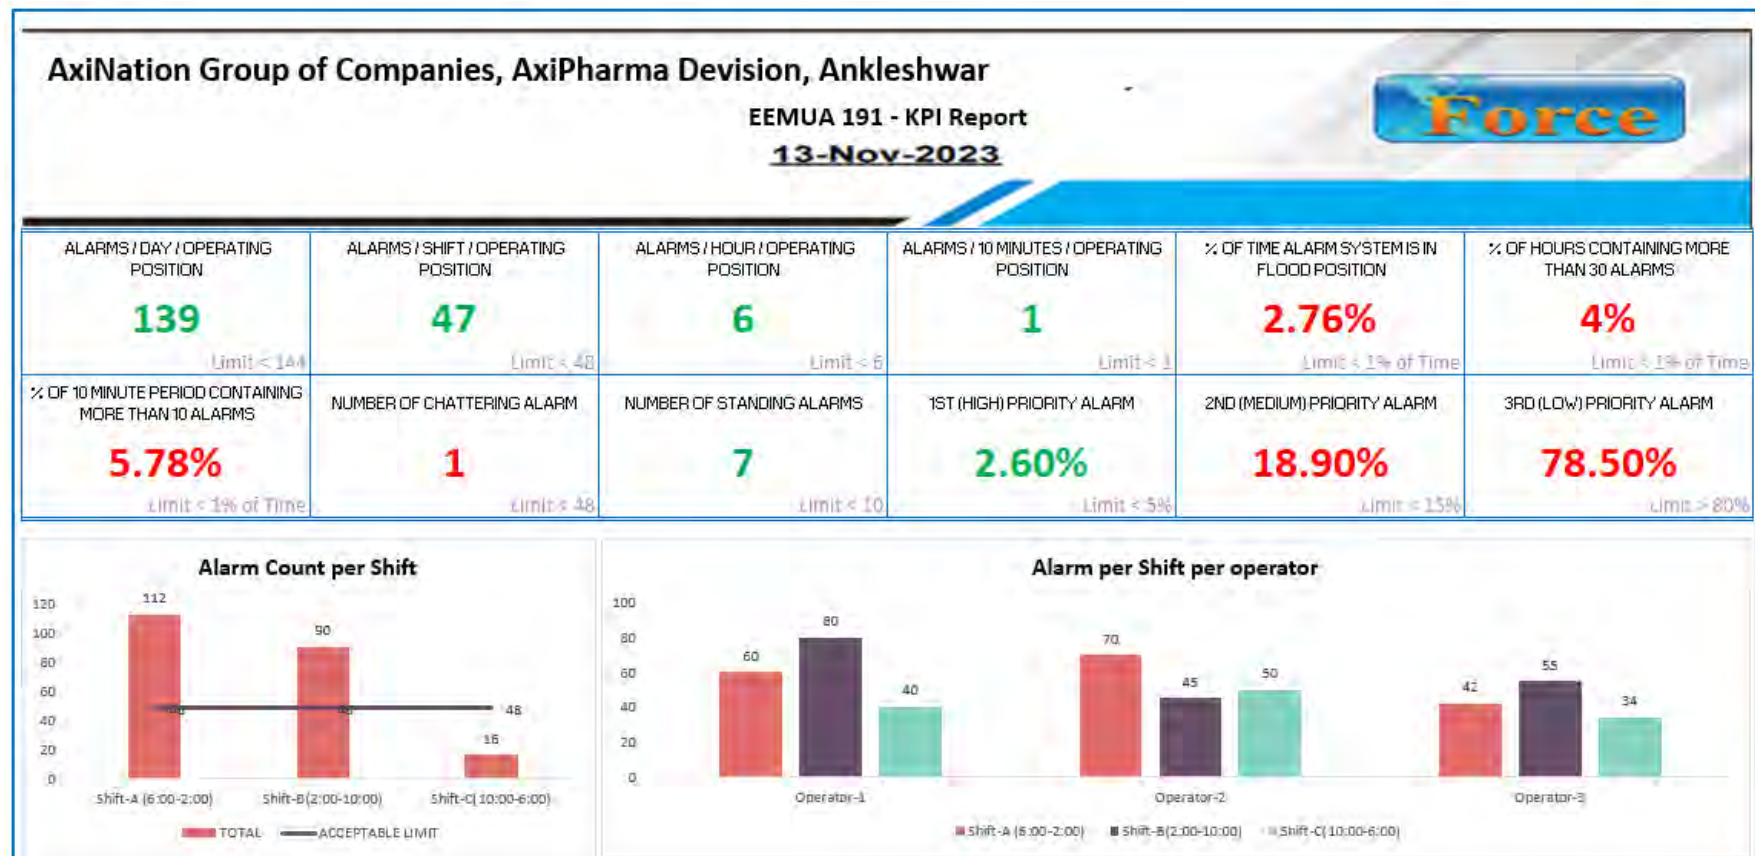 AxiNation Group of Companies, AxiPharma Devision, Ankleshwar
EEMUA 191 - KPI Report
13-Nov-2023
Force
ALARMS / DAY / OPERATING
POSITION
139
Limit < 144
ALARMS / SHIFT / OPERATING
POSITION
47
Limit < 48
ALARMS / HOUR / OPERATING
POSITION
6
Limit < 6
ALARMS / 10 MINUTES / OPERATING
POSITION
1
Limit < 1
% OF TIME ALARM SYSTEM IS IN
FLOOD POSITION
2.76%
Limit < 1% of Time
% OF HOURS CONTAINING MORE
THAN 30 ALARMS
4%
Limit < 1% of Time
% OF 10 MINUTE PERIOD CONTAINING
MORE THAN 10 ALARMS
5.78%
Limit < 1% of Time
NUMBER OF CHATTERING ALARM
1
Limit < 48
NUMBER OF STANDING ALARMS
7
Limit < 10
1ST (HIGH) PRIORITY ALARM
2.60%
Limit < 5%
2ND (MEDIUM) PRIORITY ALARM
18.90%
Limit < 15%
3RD (LOW) PRIORITY ALARM
78.50%
Limit > 80%
Alarm Count per Shift
120
100
80
60
40
20
0
112
90
16
48
48
48
Shift-A (6:00-2:00)
Shift-B(2:00-10:00)
Shift-C(10:00-6:00)
TOTAL
ACCEPTABLE LIMIT
Alarm per Shift per operator
100
80
60
40
20
0
60
80
40
70
45
50
42
55
34
Operator-1
Operator-2
Operator-3
Shift-A (6:00-2:00)
Shift-B(2:00-10:00)
Shift-C(10:00-6:00)